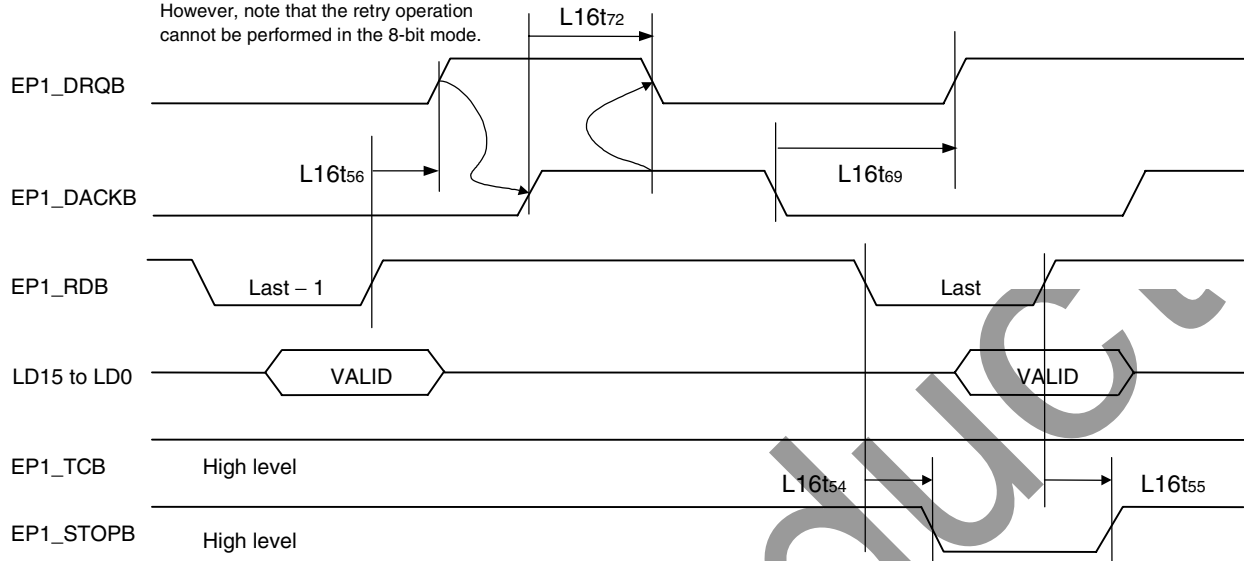 However, note that the retry operation
cannot be performed in the 8-bit mode.
L16t72
EP1_DRQB
L16t56
L16t69
EP1_DACKB
EP1_RDB
Last – 1
Last
LD15 to LD0
VALID
VALID
EP1_TCB
High level
L16t54
L16t55
EP1_STOPB
High level